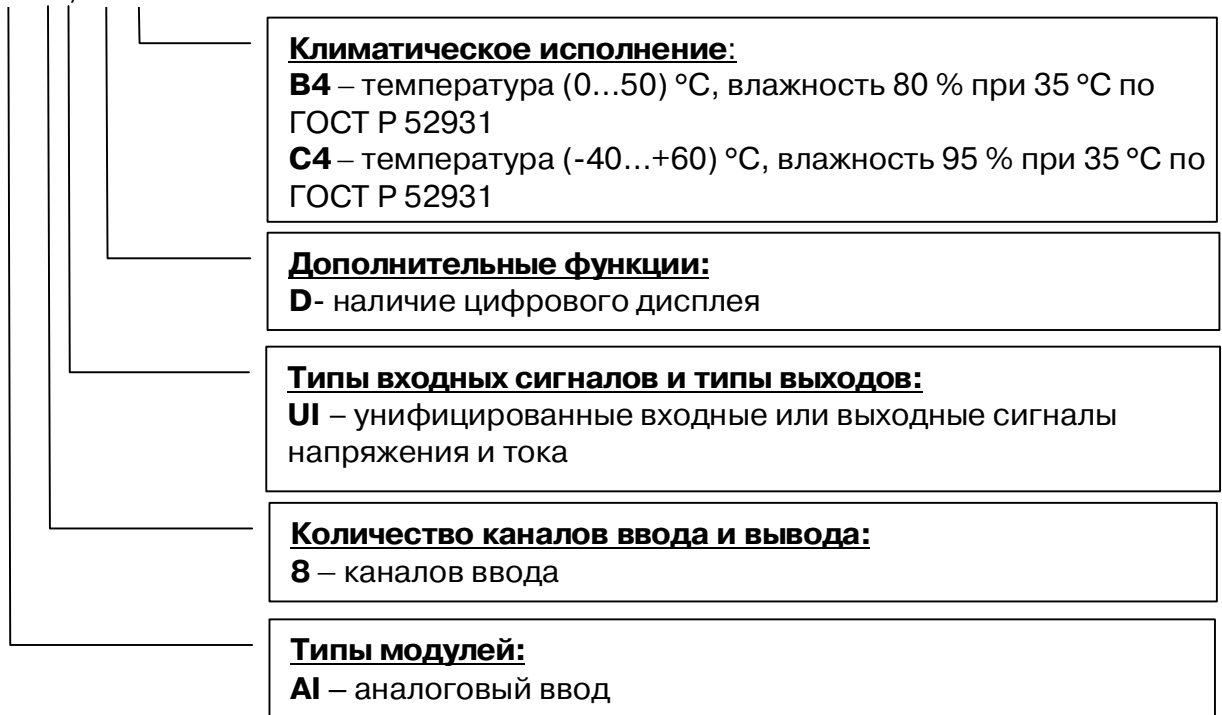 Климатическое исполнение:
B4 – температура (0...50) °С, влажность 80 % при 35 °С по
ГОСТ Р 52931
C4 – температура (-40...+60) °С, влажность 95 % при 35 °С по
ГОСТ Р 52931
Дополнительные функции:
D- наличие цифрового дисплея
Типы входных сигналов и типы выходов:
UI – унифицированные входные или выходные сигналы
напряжения и тока
Количество каналов ввода и вывода:
8 – каналов ввода
Типы модулей:
AI – аналоговый ввод